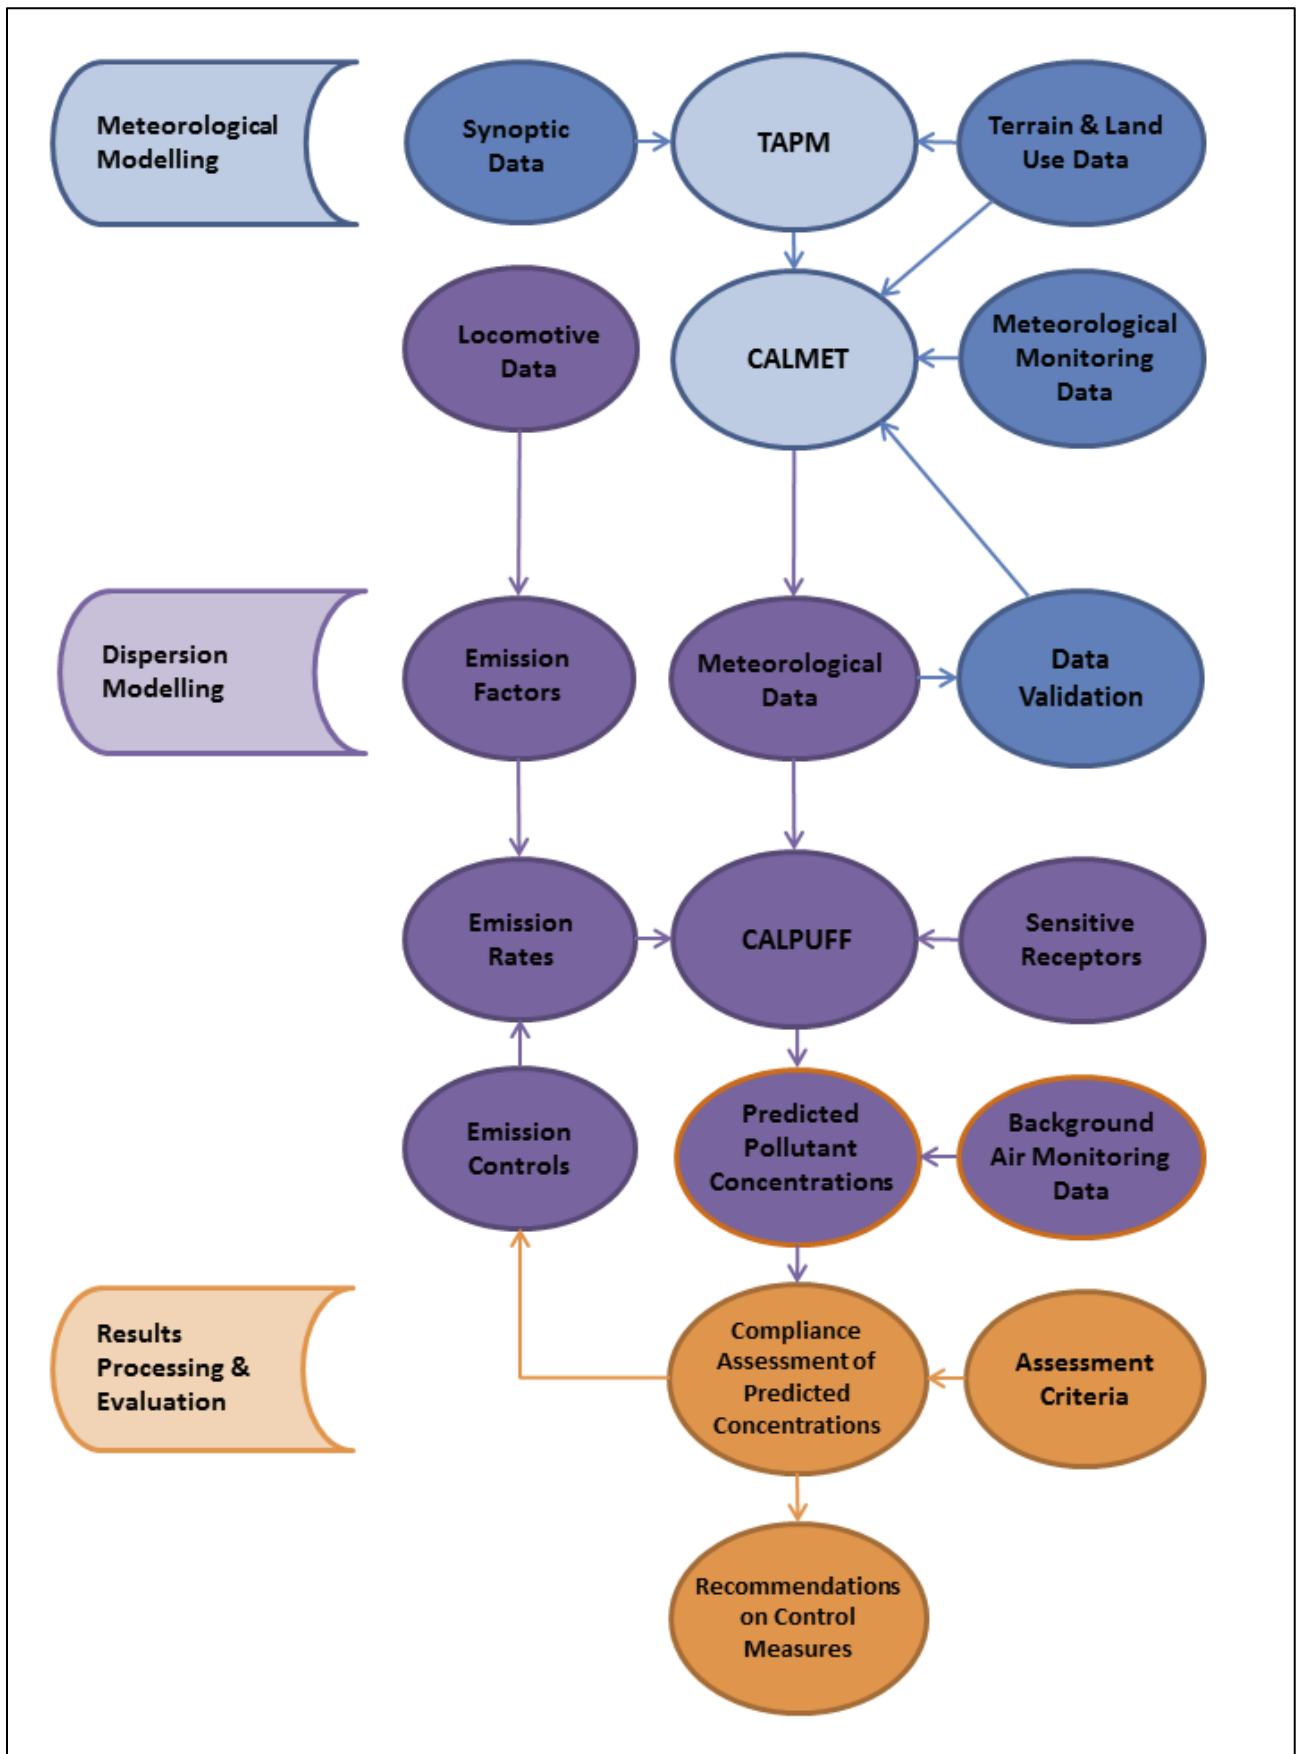 Meteorological
Modelling
Synoptic
Data
TAPM
Terrain & Land
Use Data
Locomotive
Data
CALMET
Meteorological
Monitoring
Data
Dispersion
Modelling
Emission
Factors
Meteorological
Data
Data
Validation
Emission
Rates
CALPUFF
Sensitive
Receptors
Emission
Controls
Predicted
Pollutant
Concentrations
Background
Air Monitoring
Data
Results
Processing &
Evaluation
Compliance
Assessment of
Predicted
Concentrations
Assessment
Criteria
Recommendations
on Control
Measures